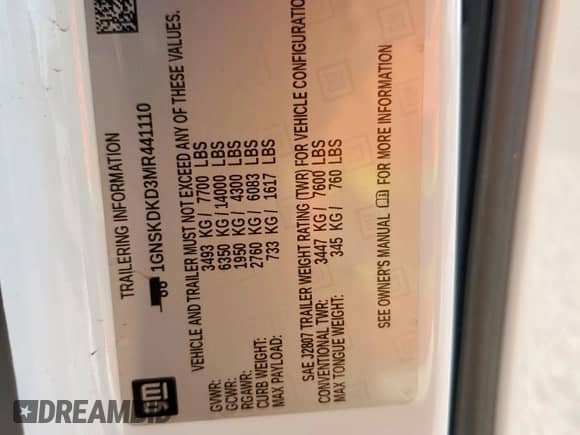 TRAILERING INFORMATION
1GNSKDKD3MR441110
gm
VEHICLE AND TRAILER MUST NOT EXCEED ANY OF THESE VALUES.
GVWR: 3493 KG / 7700 LBS
GCWR: 6350 KG / 14000 LBS
RGAWR: 1950 KG / 4300 LBS
CURB WEIGHT: 2760 KG / 6083 LBS
MAX PAYLOAD: 733 KG / 1617 LBS
SAE J2807 TRAILER WEIGHT RATING (TWR) FOR VEHICLE CONFIGURATION
CONVENTIONAL TWR: 3447 KG / 7600 LBS
MAX TONGUE WEIGHT: 345 KG / 760 LBS
SEE OWNER'S MANUAL FOR MORE INFORMATION
DREAMBID